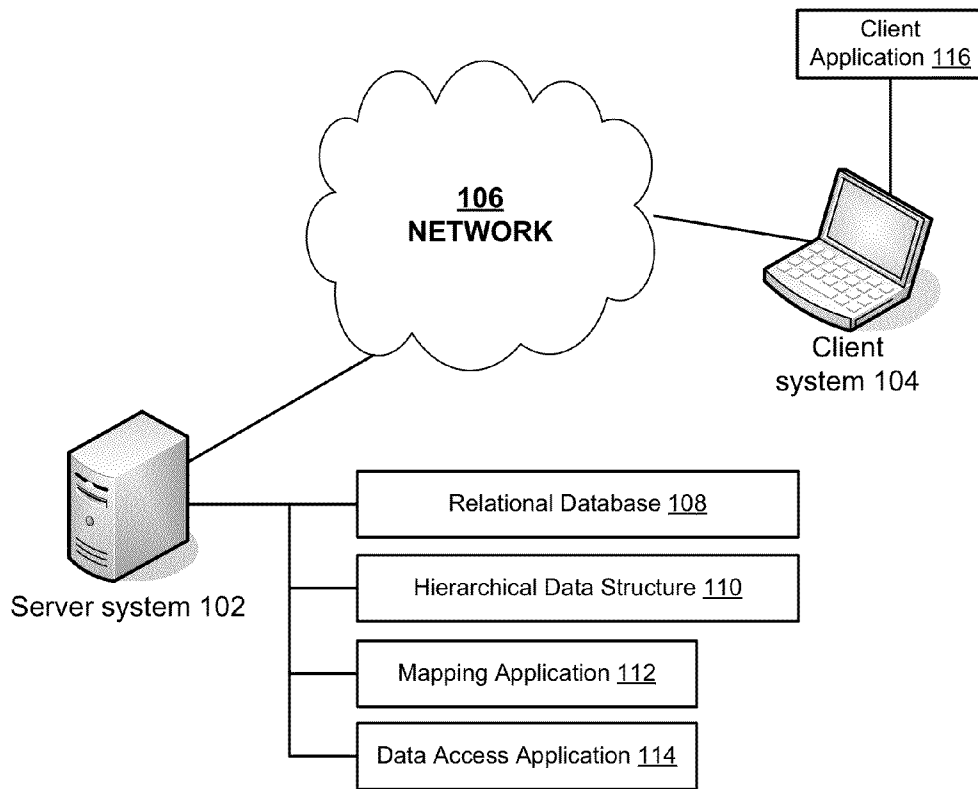 Client
Application 116
106
NETWORK
Client
system 104
Server system 102
Relational Database 108
Hierarchical Data Structure 110
Mapping Application 112
Data Access Application 114